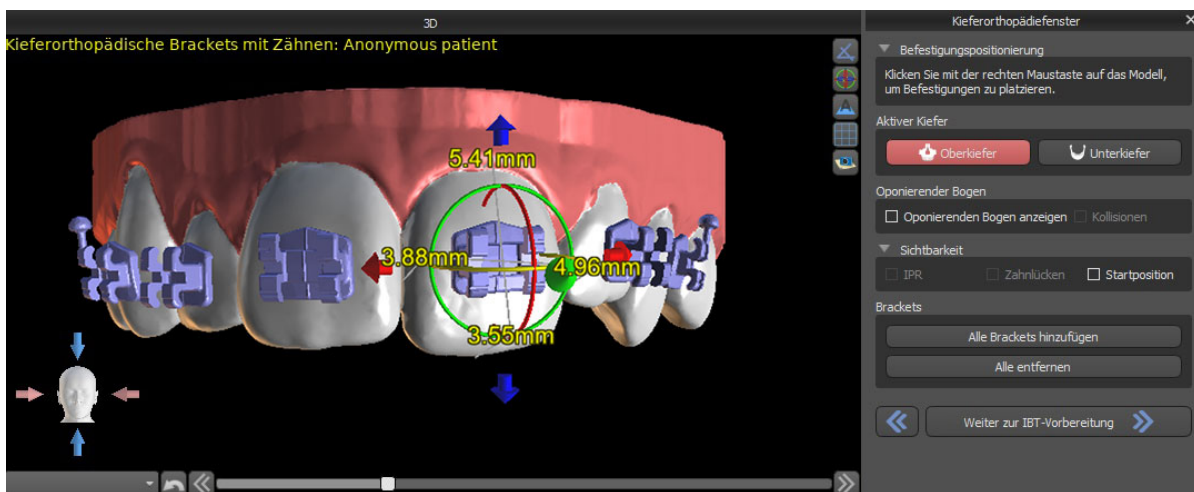 3D
Kieferorthopädische Brackets mit Zähnen: Anonymous patient
5.41mm
3.88mm
4.96mm
3.55mm
Kieferorthopädiefenster
Befestigungspositionierung
Klicken Sie mit der rechten Maustaste auf das Modell,
um Befestigungen zu platzieren.
Aktiver Kiefer
Oberkiefer Unterkiefer
Oponierender Bogen
Oponierenden Bogen anzeigen Kollisionen
Sichtbarkeit
IPR Zahnlücken Startposition
Brackets
Alle Brackets hinzufügen
Alle entfernen
Weiter zur IBT-Vorbereitung